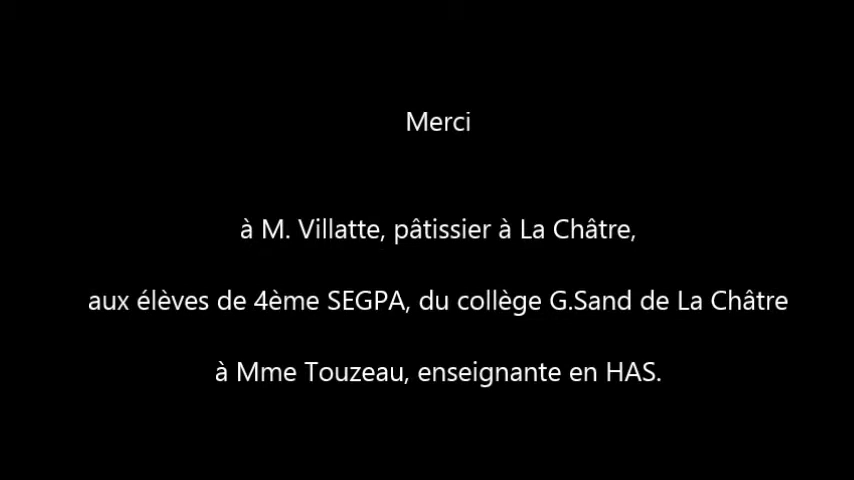 Merci
à M. Villatte, pâtissier à La Châtre,
aux élèves de 4ème SEGPA, du collège G.Sand de La Châtre
à Mme Touzeau, enseignante en HAS.